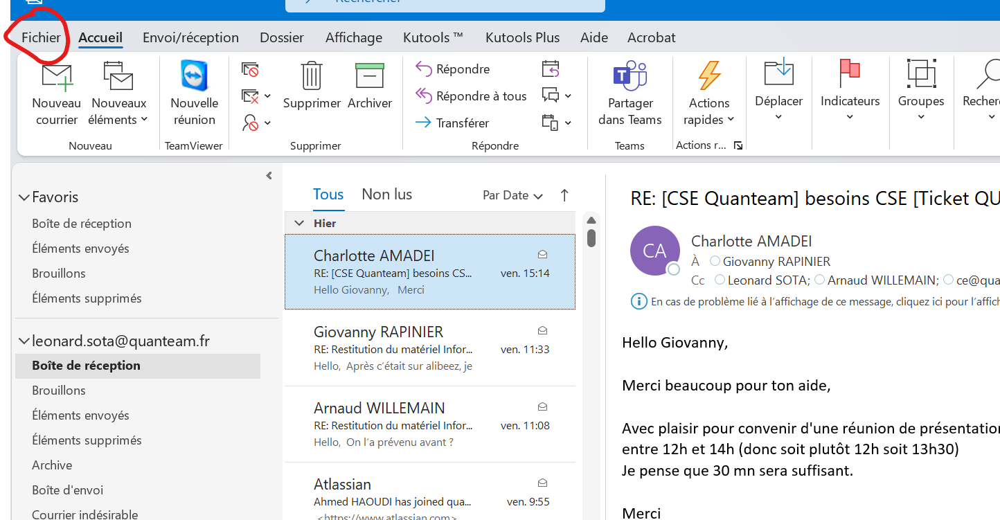 Rechercher
Fichier Accueil Envoi/réception Dossier Affichage Kutools ™ Kutools Plus Aide Acrobat
Nouveau courrier
Nouveaux éléments
Nouveau
Nouvelle réunion
TeamViewer
Supprimer Archiver
Supprimer
Répondre
Répondre à tous
Transférer
Répondre
Partager dans Teams
Teams
Actions rapides
Actions r...
Déplacer
Indicateurs
Groupes
Recher
Favoris
Boîte de réception
Éléments envoyés
Brouillons
Éléments supprimés
leonard.sota@quanteam.fr
Boîte de réception
Brouillons
Éléments envoyés
Éléments supprimés
Archive
Boîte d'envoi
Courrier indésirable
Tous Non lus Par Date
Hier
Charlotte AMADEI
RE: [CSE Quanteam] besoins CS... ven. 15:14
Hello Giovanny, Merci
Giovanny RAPINIER
RE: Restitution du matériel Infor... ven. 11:33
Hello, Après c'était sur alibeez, je
Arnaud WILLEMAIN
RE: Restitution du matériel Infor... ven. 11:08
Hello, On l'a prévenu avant ?
Atlassian
Ahmed HAOUDI has joined qua... ven. 9:55
<https://www.atlassian.com>
RE: [CSE Quanteam] besoins CSE [Ticket QU
CA
Charlotte AMADEI
À Giovanny RAPINIER
Cc Leonard SOTA; Arnaud WILLEMAIN; ce@qua
En cas de problème lié à l'affichage de ce message, cliquez ici pour l'affich
Hello Giovanny,
Merci beaucoup pour ton aide,
Avec plaisir pour convenir d'une réunion de présentation
entre 12h et 14h (donc soit plutôt 12h soit 13h30)
Je pense que 30 mn sera suffisant.
Merci